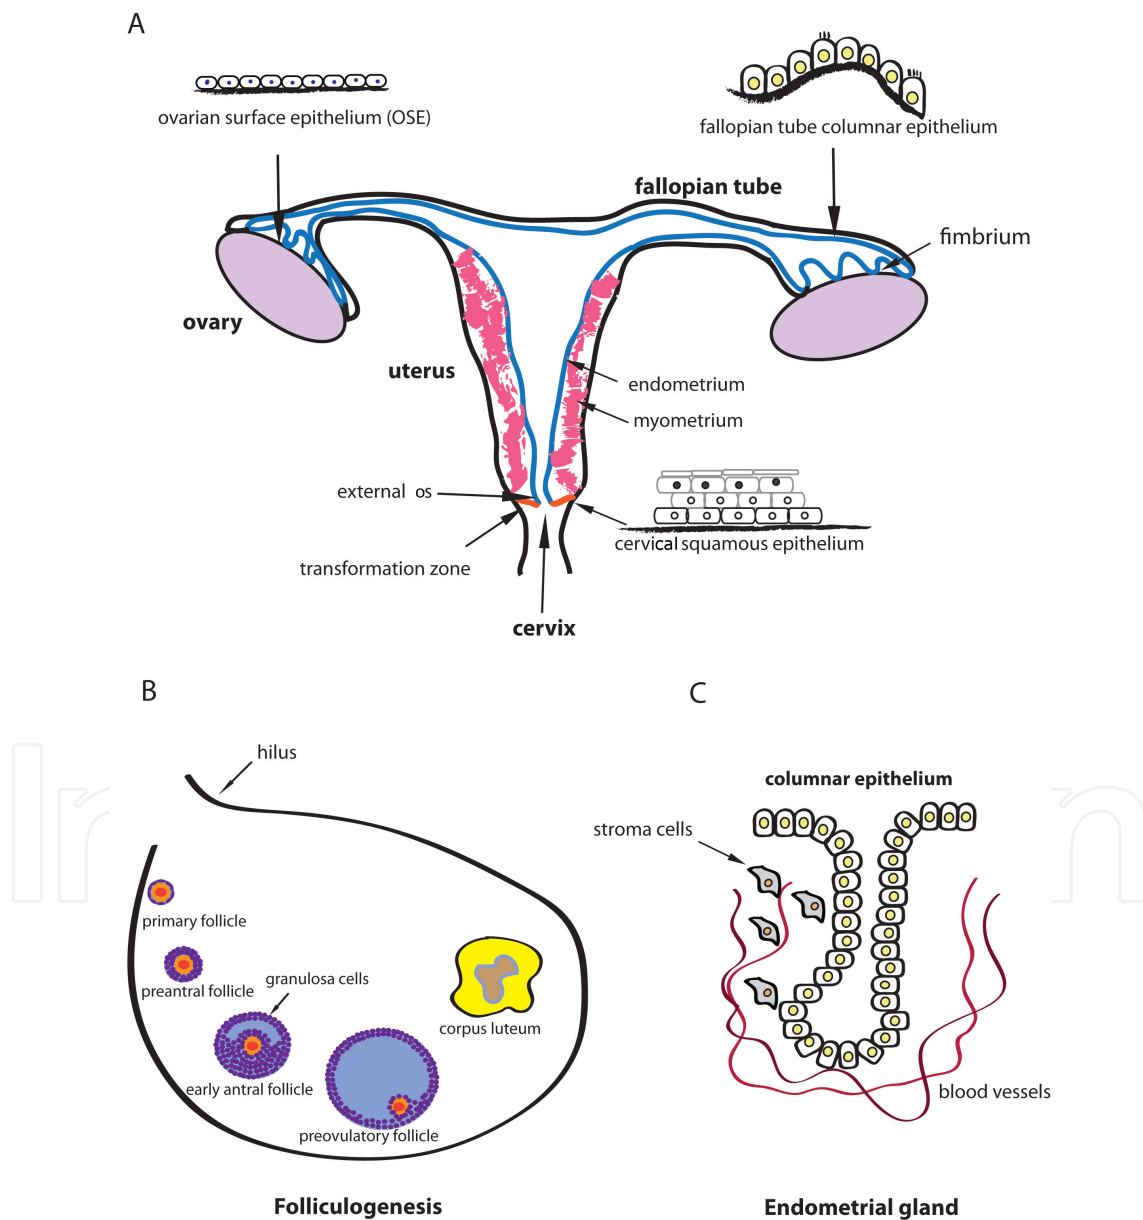 A
ovarian surface epithelium (OSE)
fallopian tube columnar epithelium
fallopian tube
fimbrium
ovary
uterus
endometrium
myometrium
external os
cervical squamous epithelium
transformation zone
cervix
B
hilus
primary follicle
preantral follicle
granulosa cells
early antral follicle
corpus luteum
preovulatory follicle
Folliculogenesis
C
columnar epithelium
stroma cells
blood vessels
Endometrial gland